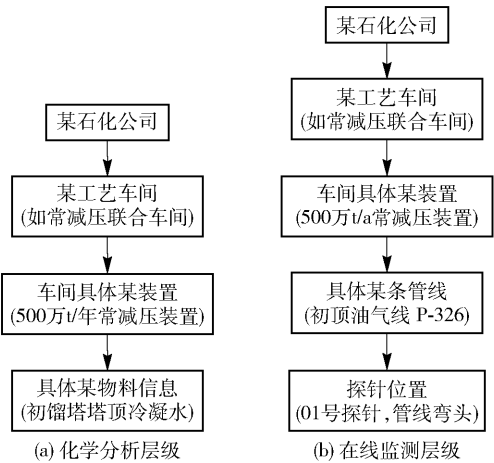 某石化公司
某工艺车间
(如常减压联合车间)
车间具体某装置
(500万t/年常减压装置)
具体某物料信息
(初馏塔塔顶冷凝水)
(a) 化学分析层级
某石化公司
某工艺车间
(如常减压联合车间)
车间具体某装置
(500万t/a常减压装置)
具体某条管线
(初顶油气线 P-326)
探针位置
(01号探针,管线弯头)
(b) 在线监测层级